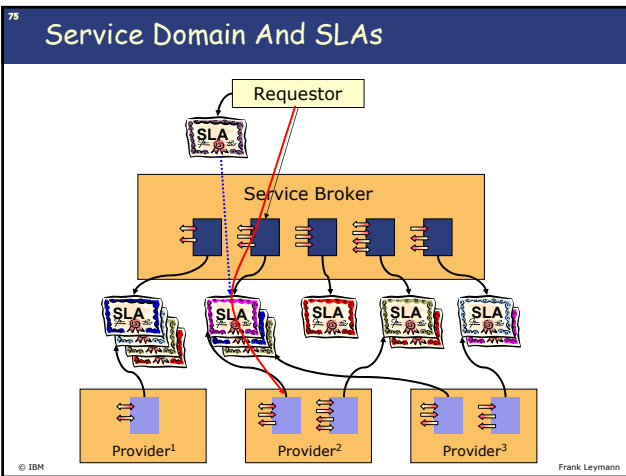 75
Service Domain And SLAs
Requestor
SLA
Service Broker
SLA
SLA
SLA
SLA
SLA
Provider1
Provider2
Provider3
© IBM
Frank Leymann